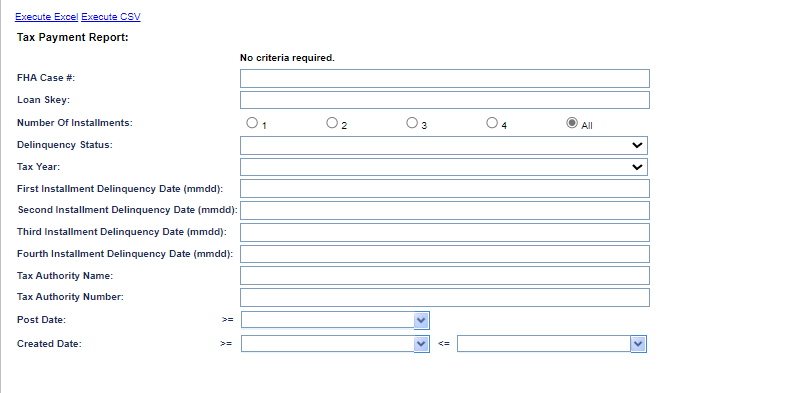 Execute Excel Execute CSV
Tax Payment Report:
No criteria required.
FHA Case #:
Loan Skey:
Number Of Installments: 1 2 3 4 All
Delinquency Status:
Tax Year:
First Installment Delinquency Date (mmdd):
Second Installment Delinquency Date (mmdd):
Third Installment Delinquency Date (mmdd):
Fourth Installment Delinquency Date (mmdd):
Tax Authority Name:
Tax Authority Number:
Post Date: >=
Created Date: >= <=